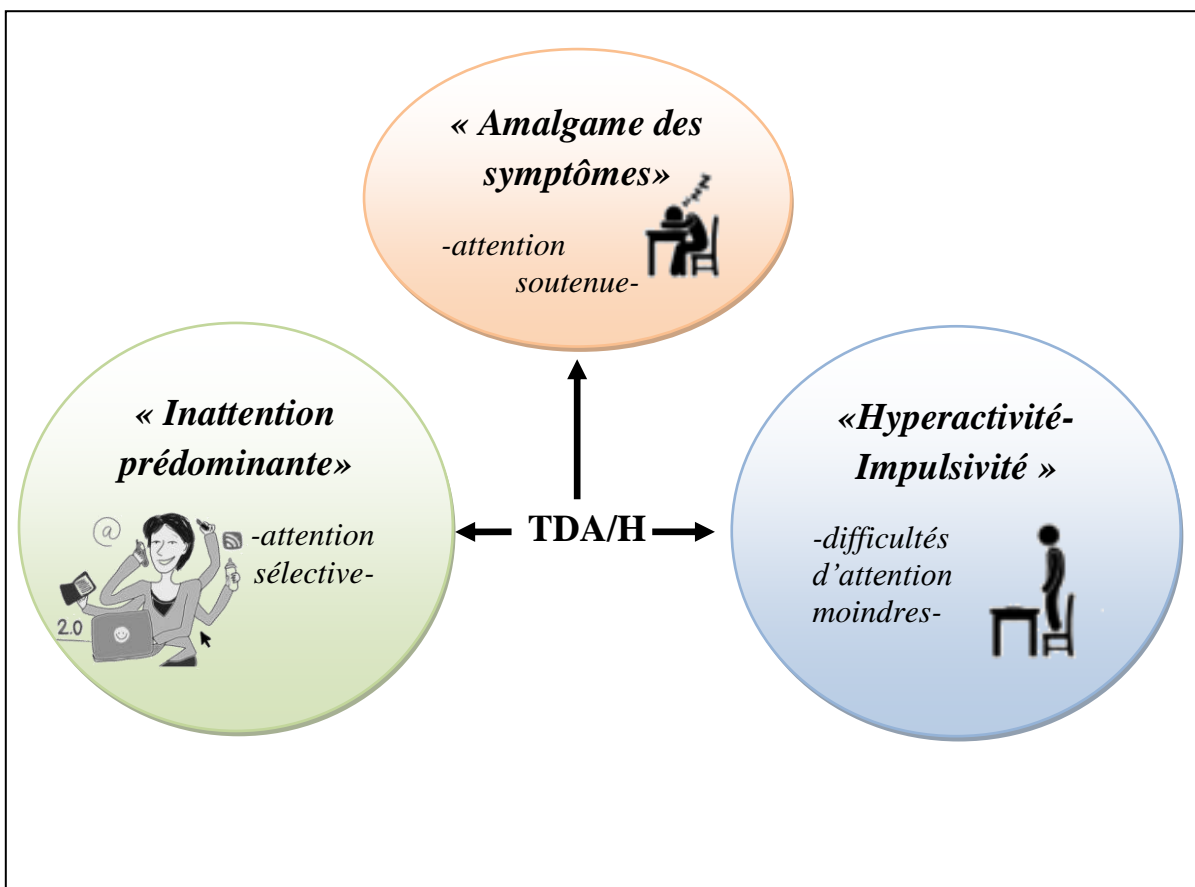 « Amalgame des
symptômes»
-attention
soutenue-
« Inattention
prédominante»
-attention
sélective-
@
2.0
TDA/H
«Hyperactivité-
Impulsivité »
-difficultés
d’attention
moindres-